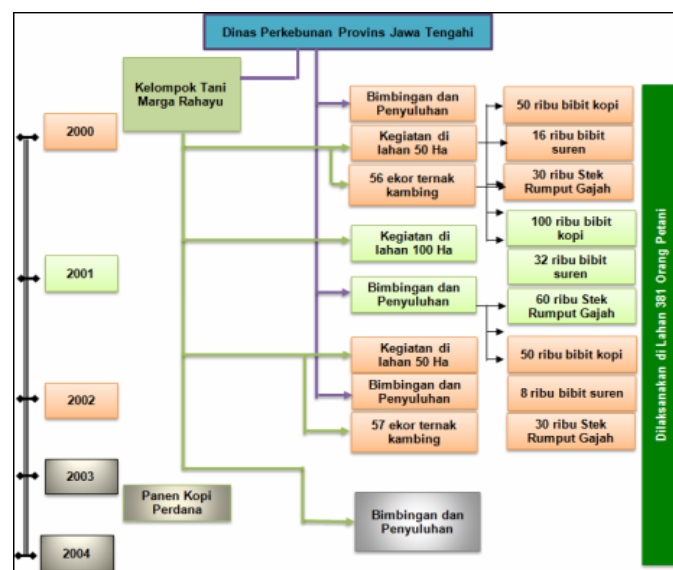 Dinas Perkebunan Provins Jawa Tengahi
Kelompok Tani
Marga Rahayu
2000
Bimbingan dan
Penyuluhan
50 ribu bibit kopi
Kegiatan di
lahan 50 Ha
16 ribu bibit
suren
56 ekor ternak
kambing
30 ribu Stek
Rumput Gajah
2001
Kegiatan di
lahan 100 Ha
100 ribu bibit
kopi
32 ribu bibit
suren
Bimbingan dan
Penyuluhan
60 ribu Stek
Rumput Gajah
2002
Kegiatan di
lahan 50 Ha
50 ribu bibit kopi
Bimbingan dan
Penyuluhan
8 ribu bibit suren
57 ekor ternak
kambing
30 ribu Stek
Rumput Gajah
2003
Panen Kopi
Perdana
Bimbingan dan
Penyuluhan
2004
Dilaksanakan di Lahan 381 Orang Petani